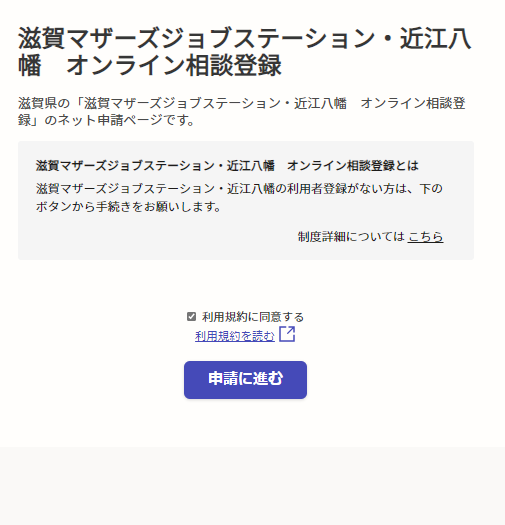 滋賀マザーズジョブステーション・近江八
幡　オンライン相談登録
滋賀県の「滋賀マザーズジョブステーション・近江八幡　オンライン相談登
録」のネット申請ページです。
滋賀マザーズジョブステーション・近江八幡　オンライン相談登録とは
滋賀マザーズジョブステーション・近江八幡の利用者登録がない方は、下の
ボタンから手続きをお願いします。
制度詳細については こちら
利用規約に同意する
利用規約を読む
申請に進む